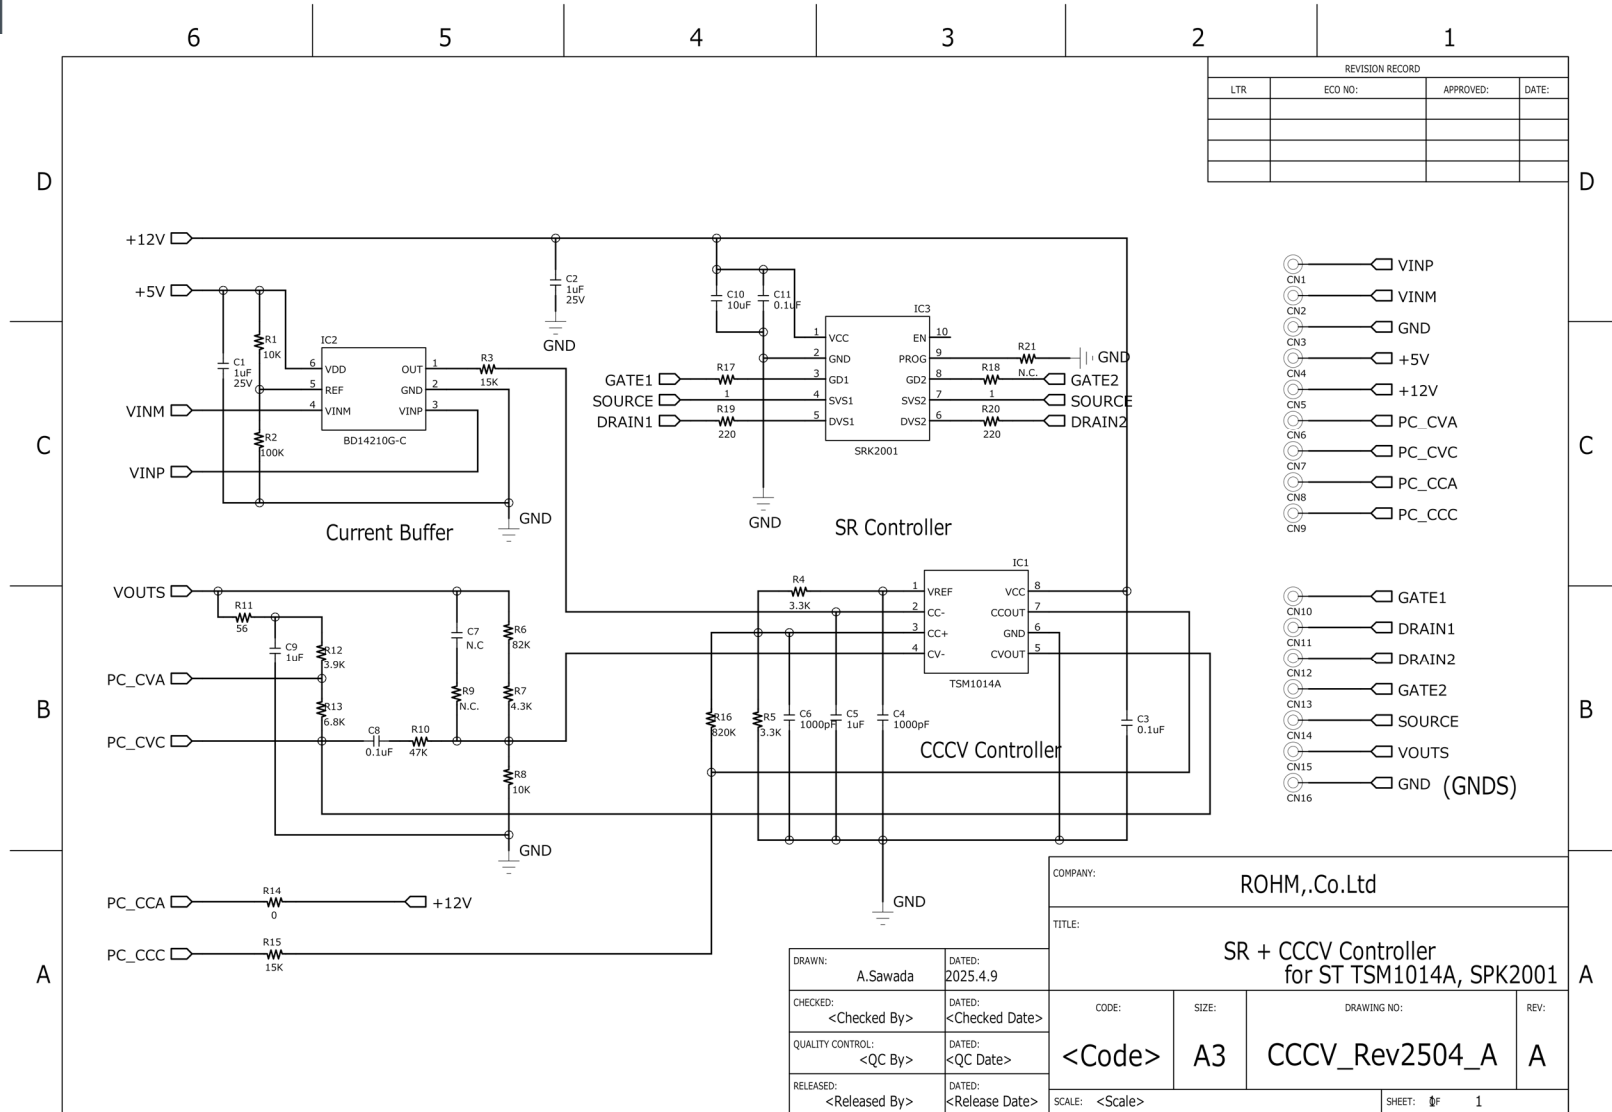 6 5 4 3 2 1
REVISION RECORD
LTR ECO NO: APPROVED: DATE:
D D
+12V
+5V
C1
1uF
25V
R1
10K
R2
100K
VINM
VINP
IC2
6 VDD OUT 1
5 REF GND 2
4 VINM VINP 3
BD14210G-C
R3
15K
GND
Current Buffer
C2
1uF
25V
GND
C10
10uF
C11
0.1uF
IC3
1 VCC EN 10
2 GND PROG 9
3 GD1 GD2 8
4 SVS1 SVS2 7
5 DVS1 DVS2 6
SRK2001
GATE1
SOURCE
DRAIN1
R17
1
R19
220
R21
N.C.
GND
R18
1
R20
220
GATE2
SOURCE
DRAIN2
GND
SR Controller
C C
VINP
CN1
VINM
CN2
GND
CN3
+5V
CN4
+12V
CN5
PC_CVA
CN6
PC_CVC
CN7
PC_CCA
CN8
PC_CCC
CN9
VOUTS
R11
56
C9
1uF
R12
3.9K
PC_CVA
R13
6.8K
PC_CVC
C8
0.1uF
R10
47K
C7
N.C
R9
N.C.
R6
82K
R7
4.3K
R8
10K
GND
R4
3.3K
IC1
1 VREF VCC 8
2 CC- CCOUT 7
3 CC+ GND 6
4 CV- CVOUT 5
TSM1014A
R16
820K
R5
3.3K
C6
1000pF
C5
1uF
C4
1000pF
C3
0.1uF
CCCV Controller
GND
B B
GATE1
CN10
DRAIN1
CN11
DRAIN2
CN12
GATE2
CN13
SOURCE
CN14
VOUTS
CN15
GND (GNDS)
CN16
PC_CCA
R14
0
+12V
PC_CCC
R15
15K
A A
COMPANY:
ROHM,.Co.Ltd
TITLE:
SR + CCCV Controller
for ST TSM1014A, SPK2001
DRAWN: DATED:
A.Sawada 2025.4.9
CHECKED: DATED:
<Checked By> <Checked Date>
QUALITY CONTROL: DATED:
<QC By> <QC Date>
RELEASED: DATED:
<Released By> <Release Date>
CODE: SIZE: DRAWING NO: REV:
<Code> A3 CCCV_Rev2504_A A
SCALE: <Scale> SHEET: 1